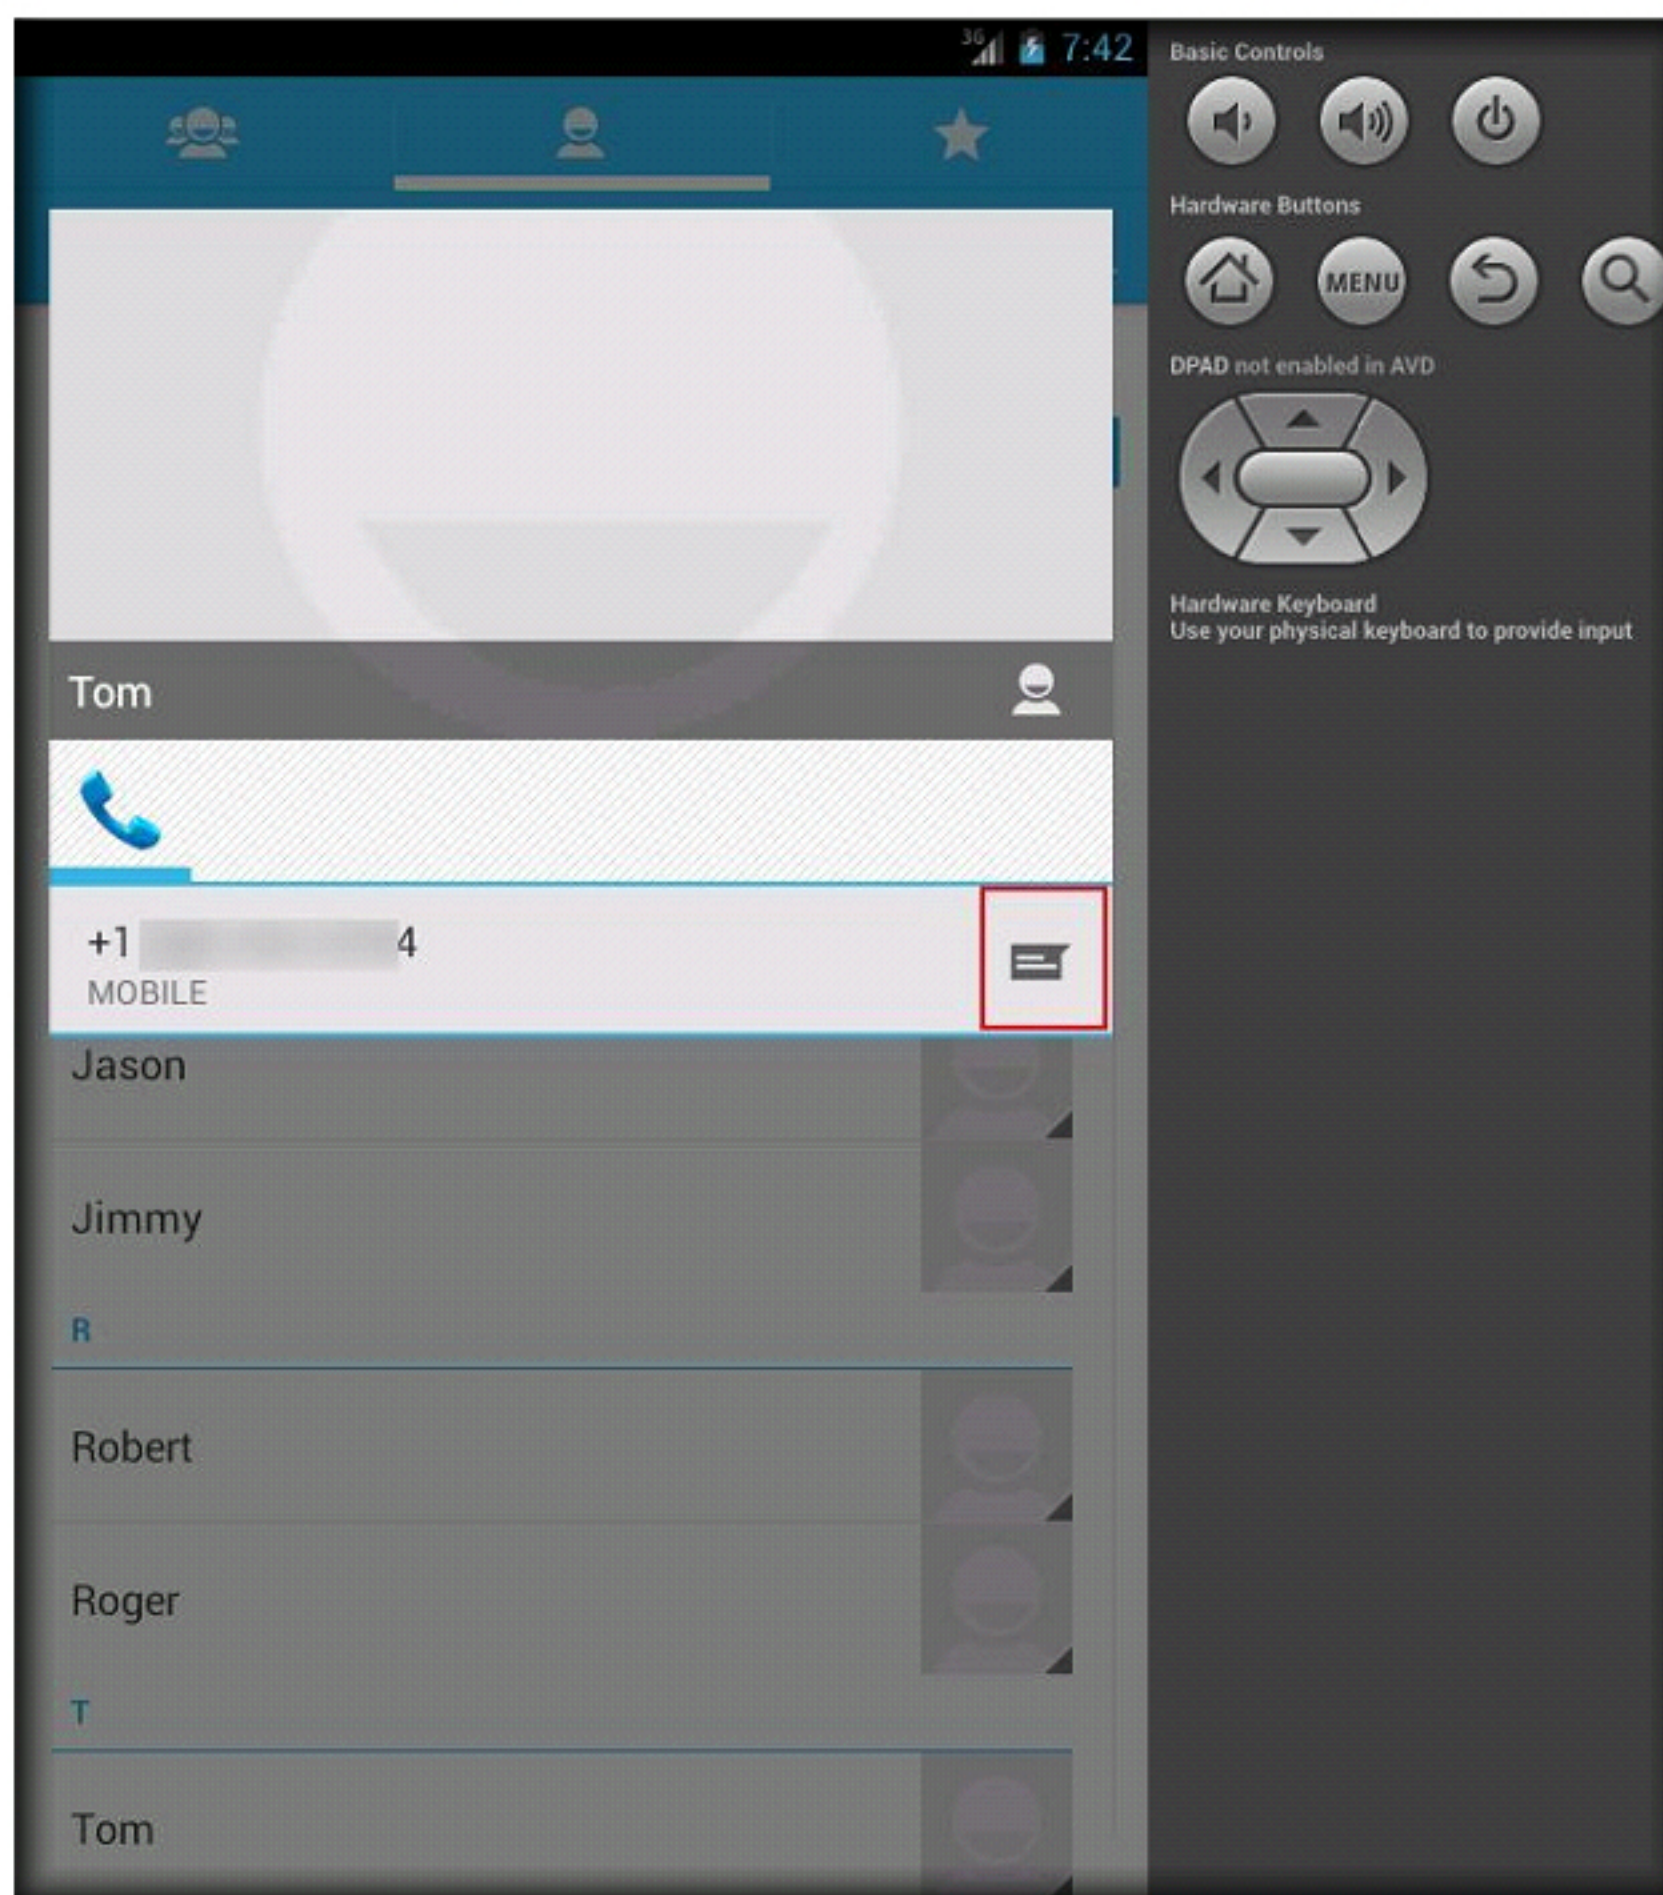 3G 7:42
Basic Controls
Hardware Buttons
MENU
DPAD not enabled in AVD
Hardware Keyboard
Use your physical keyboard to provide input
Tom
+1 4
MOBILE
Jason
Jimmy
R
Robert
Roger
T
Tom